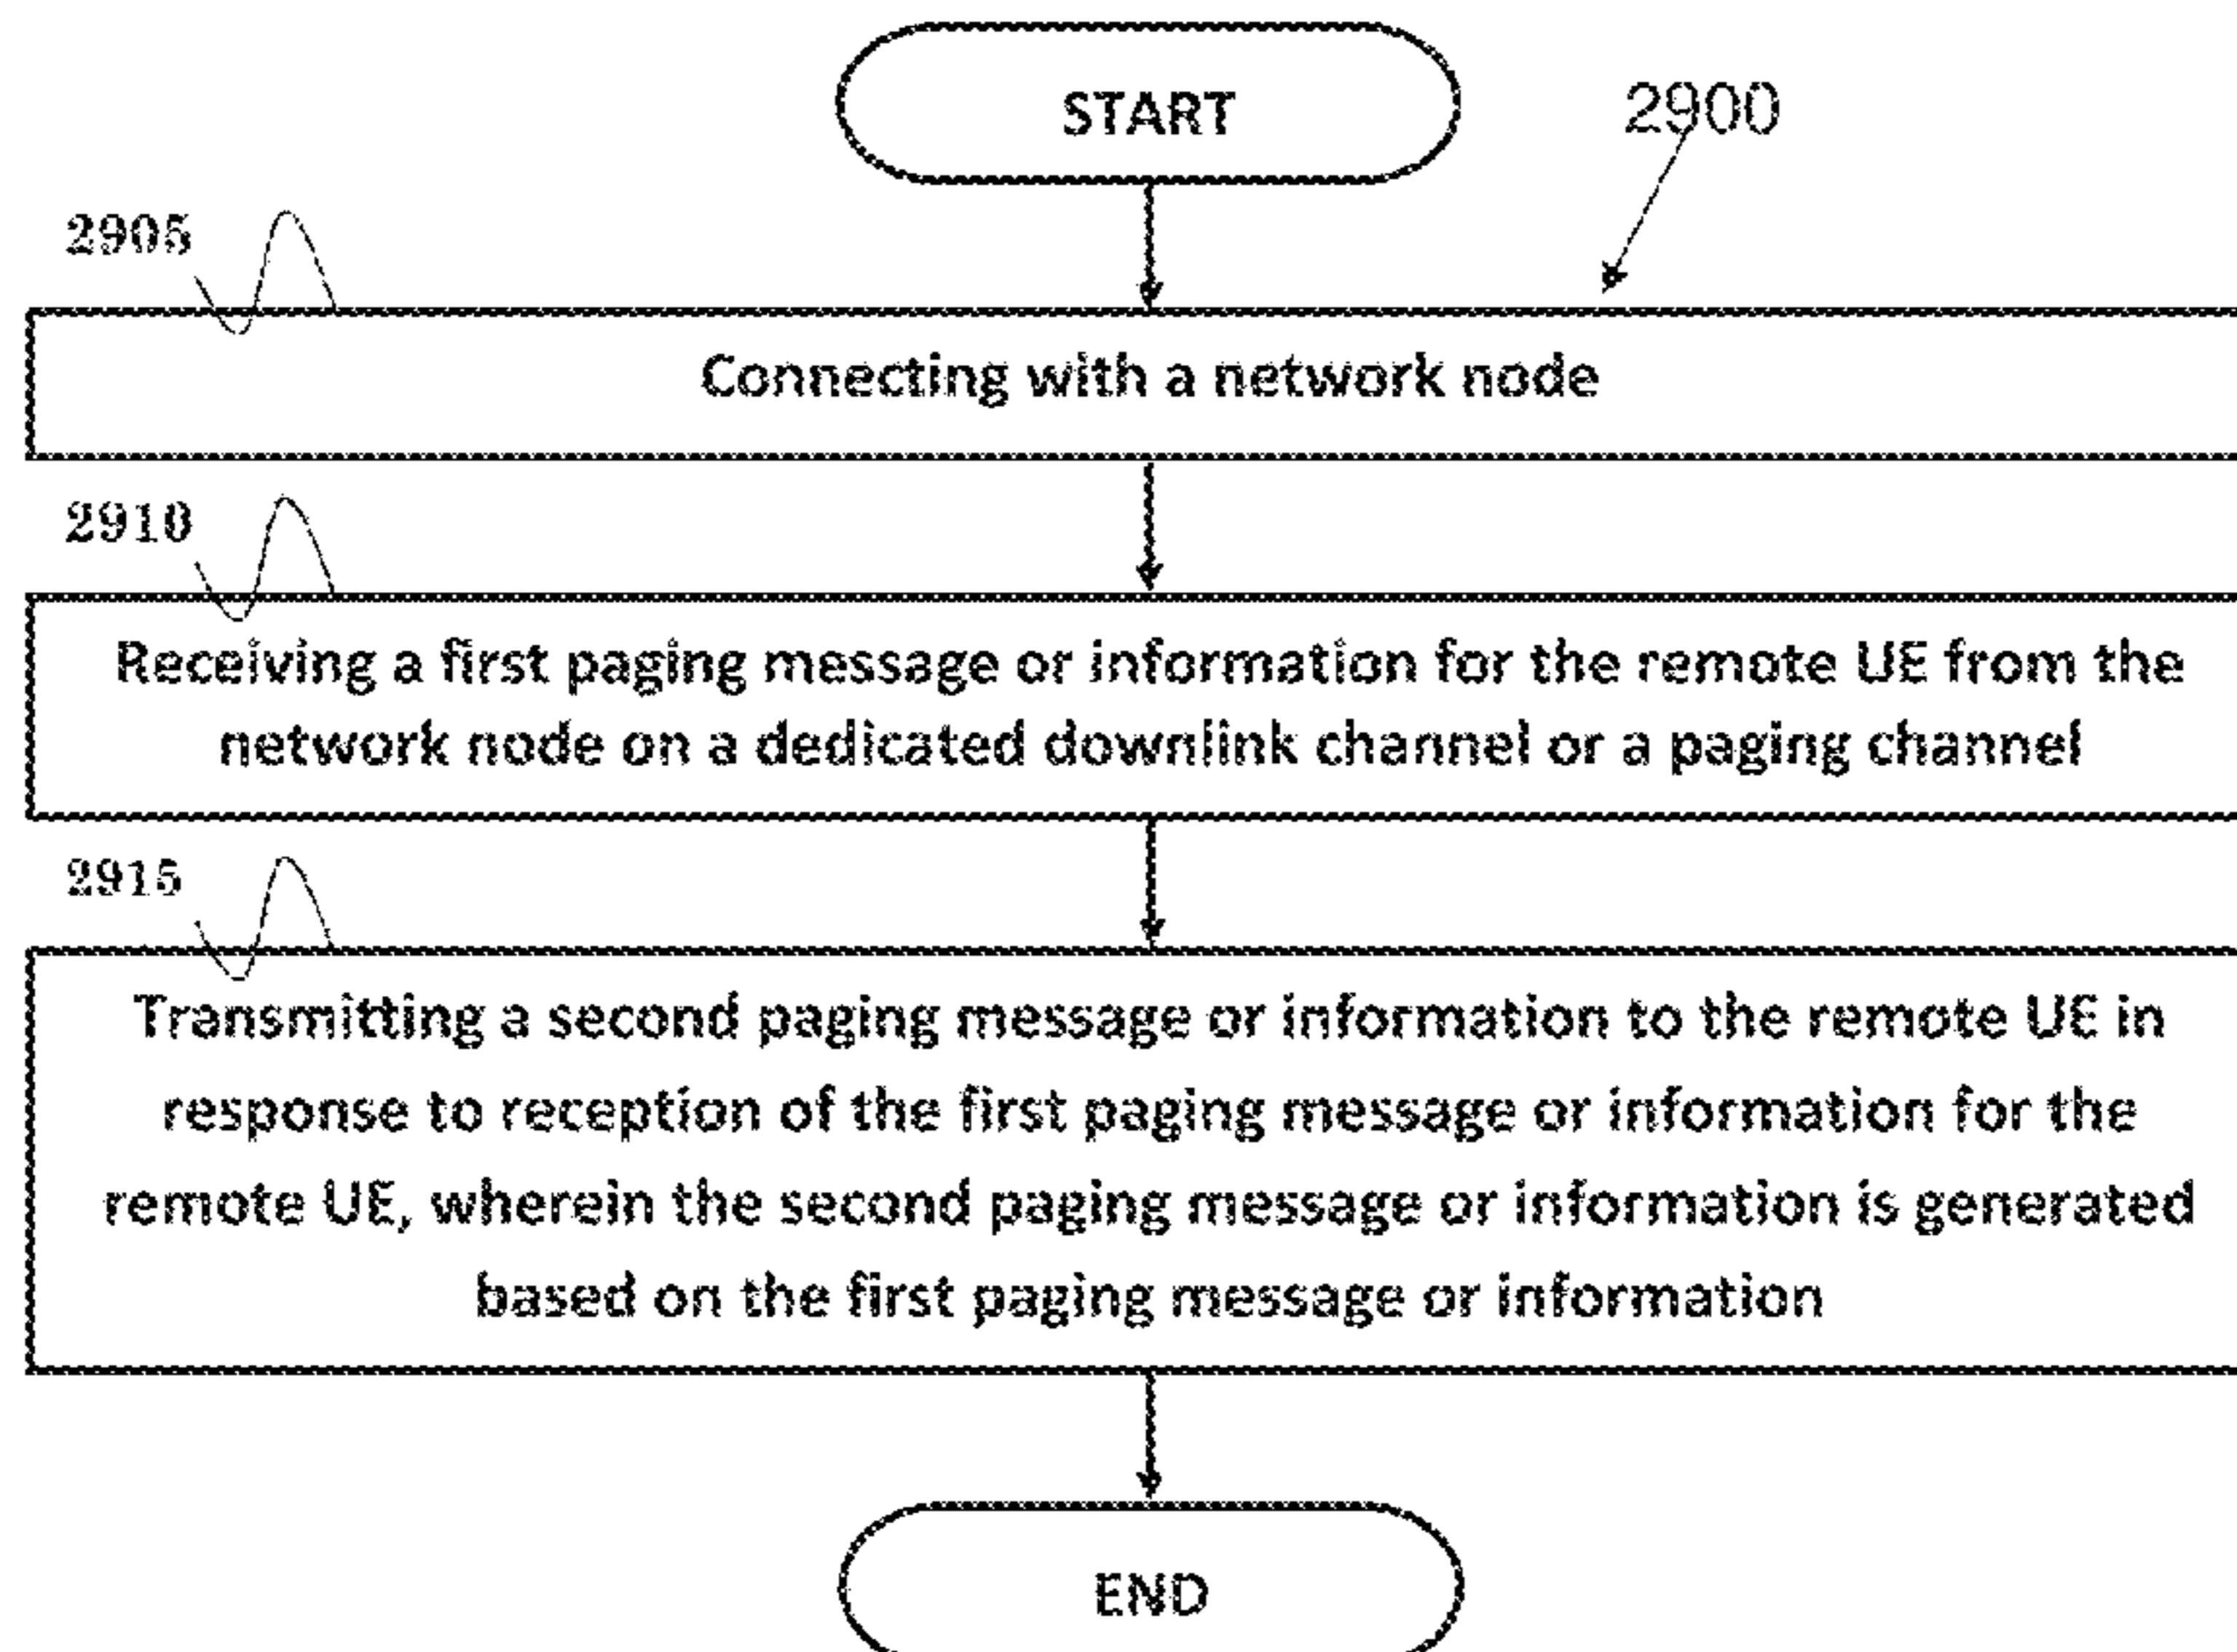 START
2900
2905
Connecting with a network node
2910
Receiving a first paging message or information for the remote UE from the
network node on a dedicated downlink channel or a paging channel
2915
Transmitting a second paging message or information to the remote UE in
response to reception of the first paging message or information for the
remote UE, wherein the second paging message or information is generated
based on the first paging message or information
END